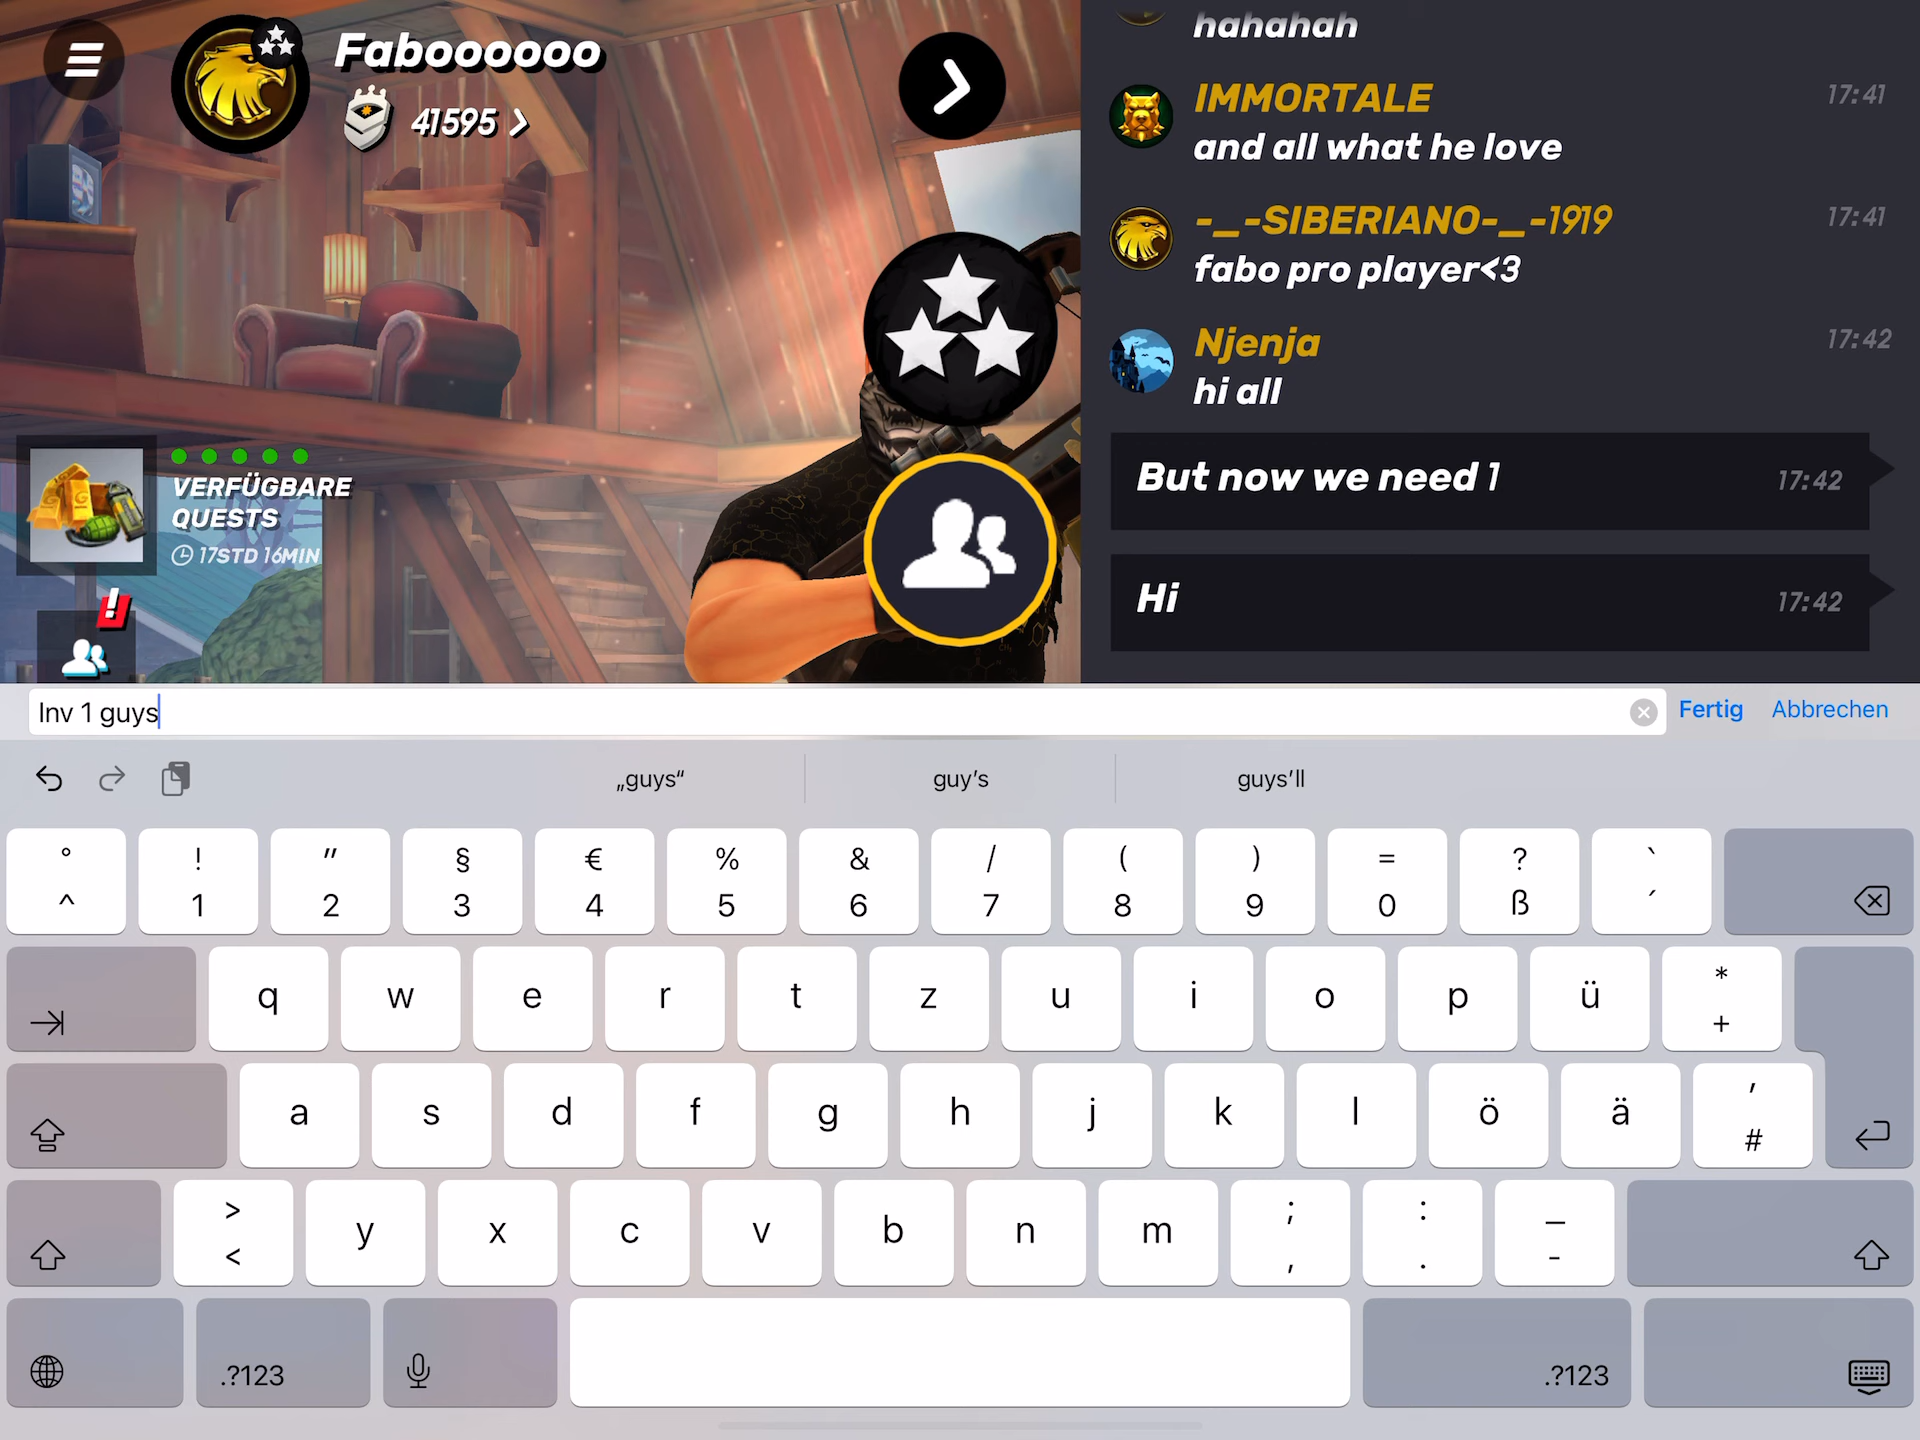 Faboooooo
41595
VERFÜGBARE
QUESTS
17STD 16MIN
!
hahahah
IMMORTALE
17:41
and all what he love
-_-SIBERIANO-_-1919
17:41
fabo pro player<3
Njenja
17:42
hi all
But now we need 1
17:42
Hi
17:42
Inv 1 guys
Fertig
Abbrechen
„guys“
guy's
guys'll
° ! " § € % & / ( ) = ? `
^ 1 2 3 4 5 6 7 8 9 0 ß ´
q w e r t z u i o p ü * +
a s d f g h j k l ö ä ' #
> < y x c v b n m ; , : . _ -
.?123
.?123